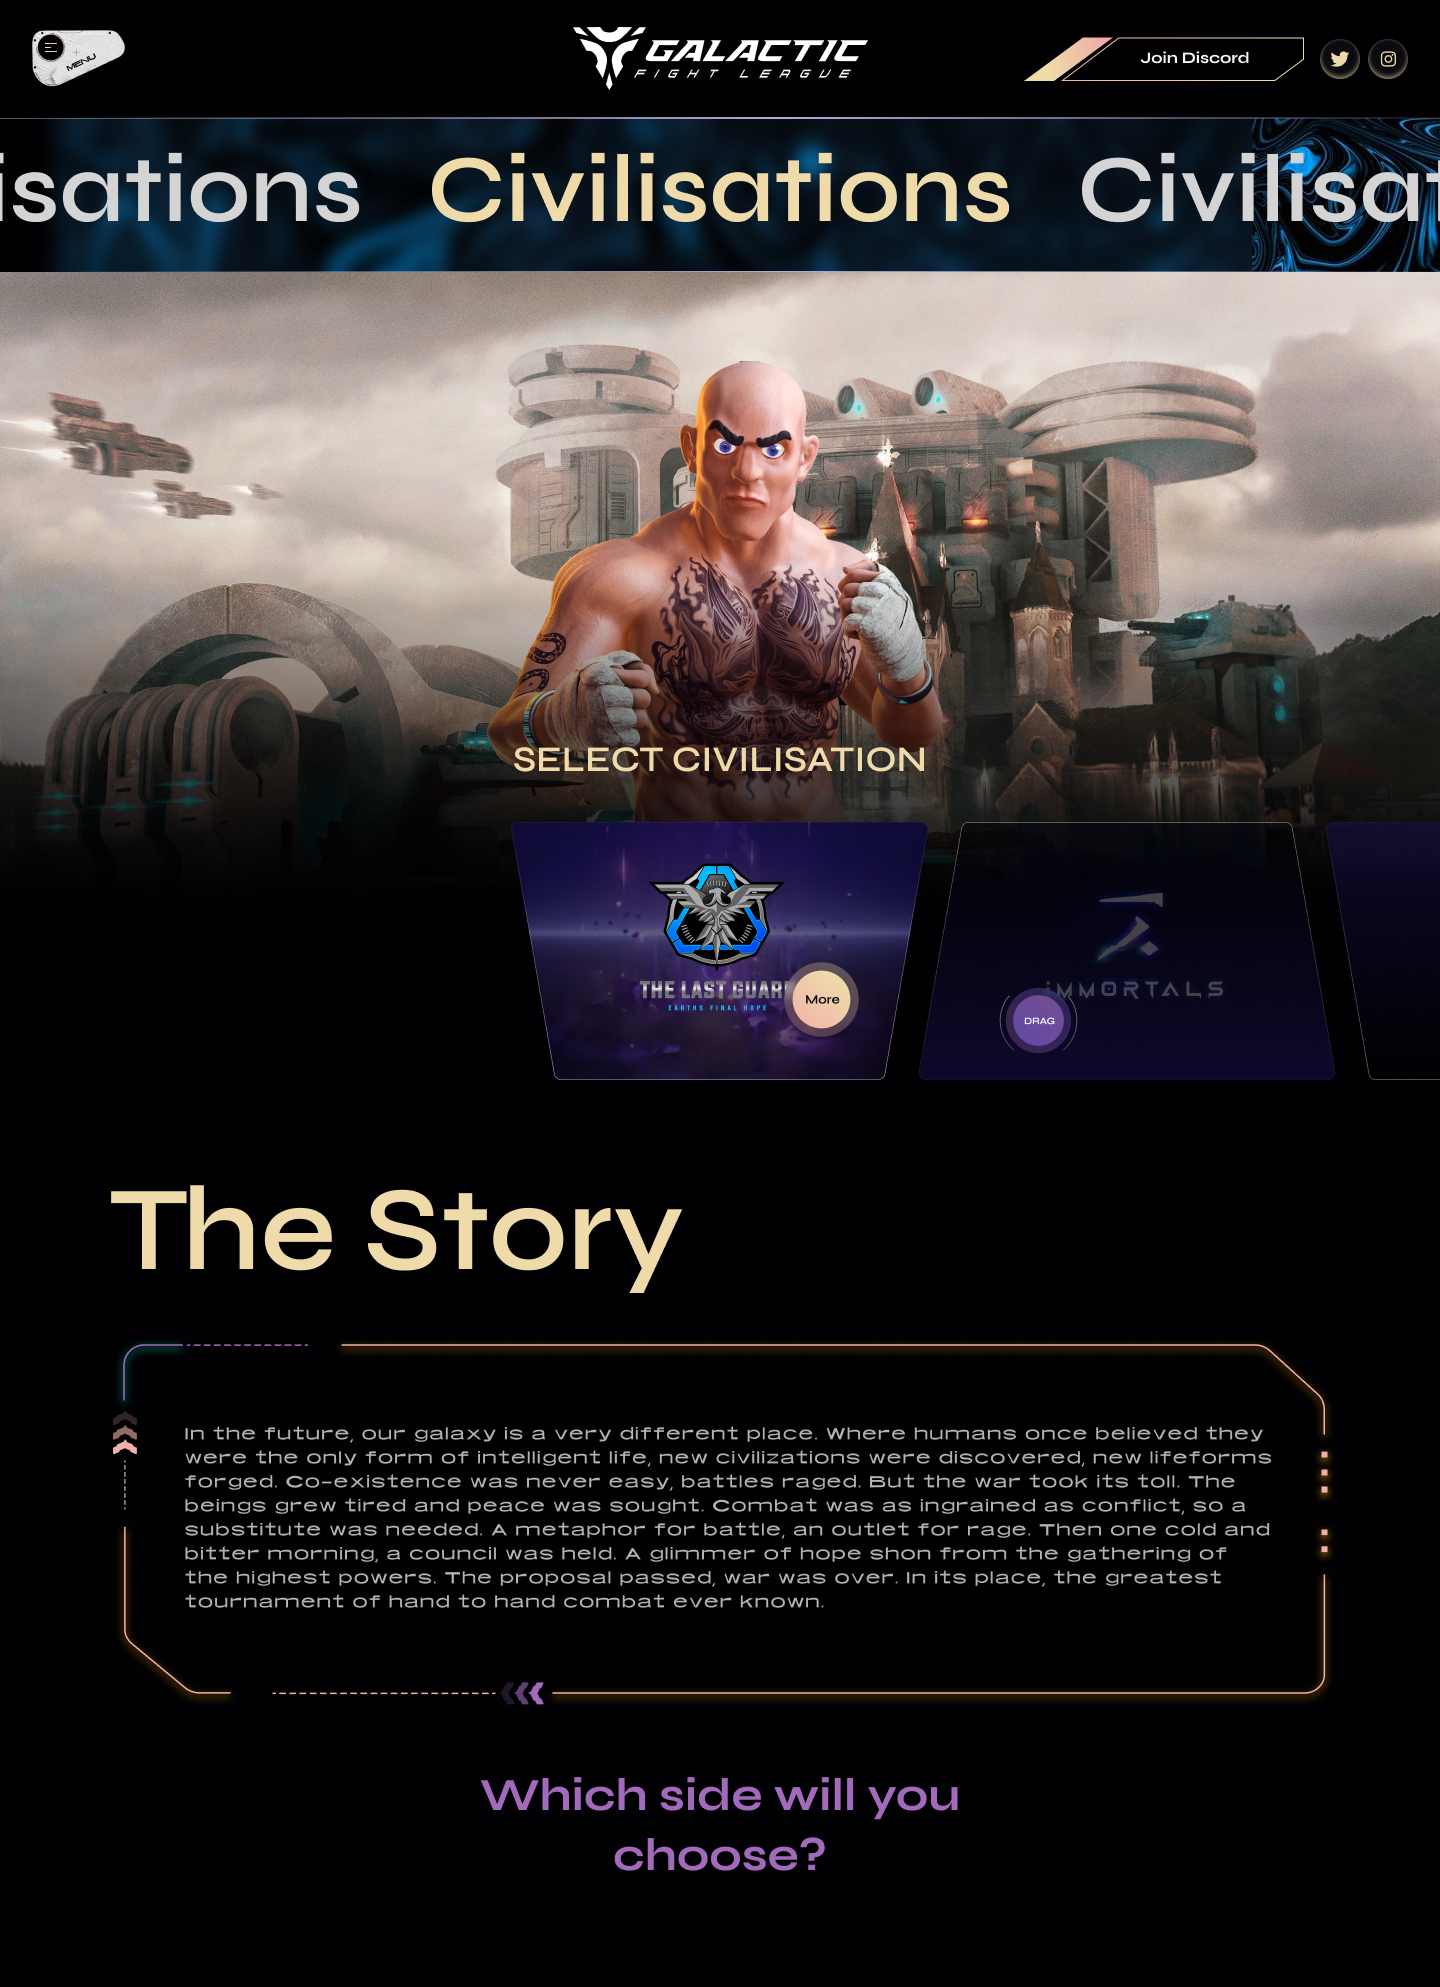 MENU
GALACTIC
FIGHT LEAGUE
Join Discord
isations Civilisations Civilisat
SELECT CIVILISATION
THE LAST GUAR
EARTHS FINAL HOPE
More
iMMORTALS
DRAG
The Story
In the future, our galaxy is a very different place. Where humans once believed they
were the only form of intelligent life, new civilizations were discovered, new lifeforms
forged. Co-existence was never easy, battles raged. But the war took its toll. The
beings grew tired and peace was sought. Combat was as ingrained as conflict, so a
substitute was needed. A metaphor for battle, an outlet for rage. Then one cold and
bitter morning, a council was held. A glimmer of hope shon from the gathering of
the highest powers. The proposal passed, war was over. In its place, the greatest
tournament of hand to hand combat ever known.
Which side will you
choose?